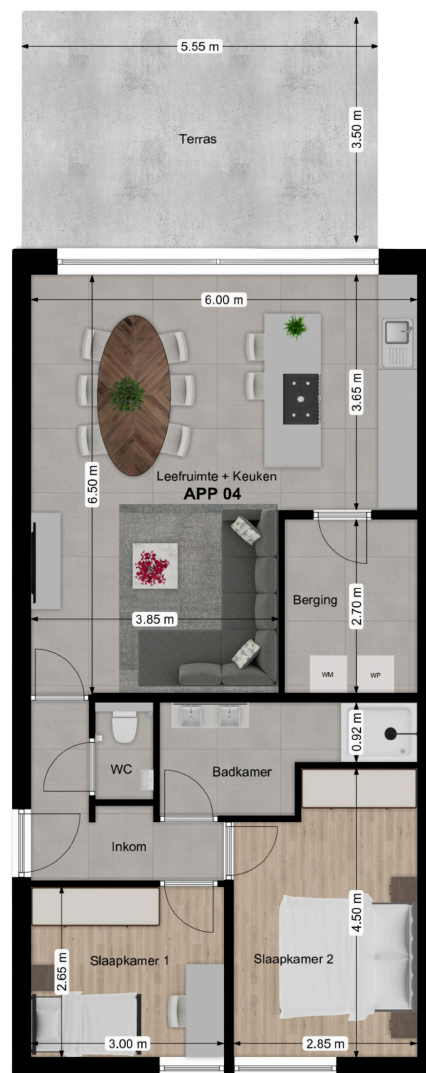 5.55 m
3.50 m
Terras
6.00 m
3.65 m
6.50 m
Leefruimte + Keuken
APP 04
3.85 m
Berging
2.70 m
WM
WP
0.92 m
WC
Badkamer
Inkom
4.50 m
2.65 m
Slaapkamer 1
Slaapkamer 2
3.00 m
2.85 m